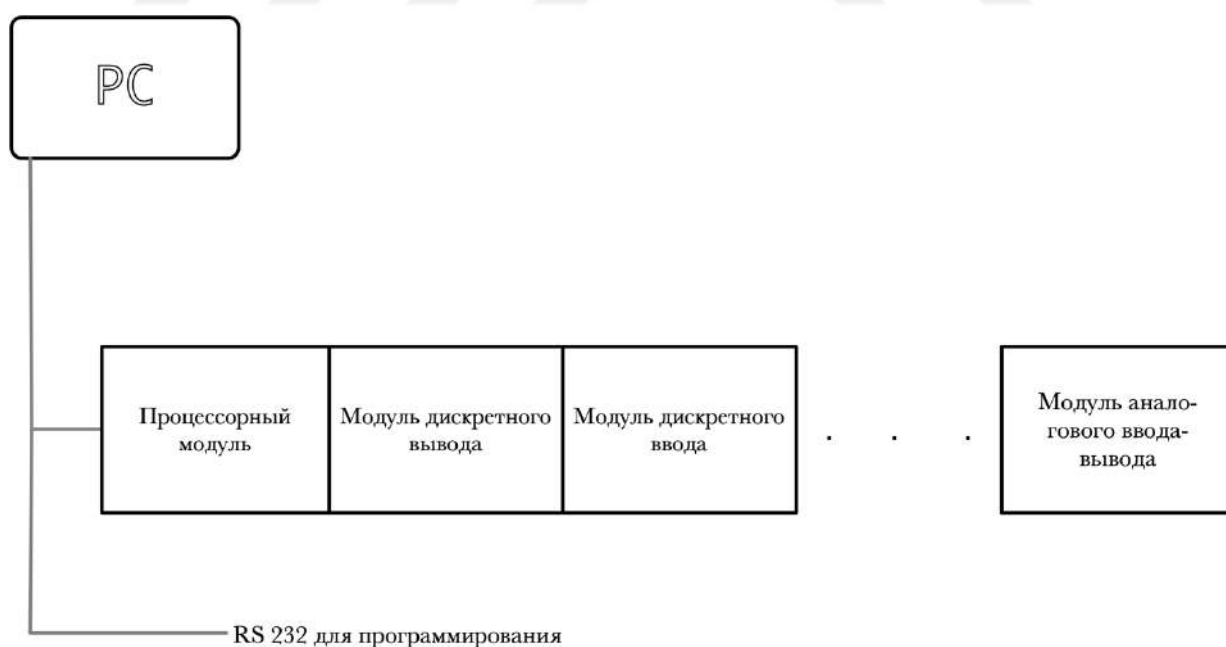 PC
Процессорный
модуль
Модуль дискретного
вывода
Модуль дискретного
ввода
. . .
Модуль анало-
гового ввода-
вывода
RS 232 для программирования